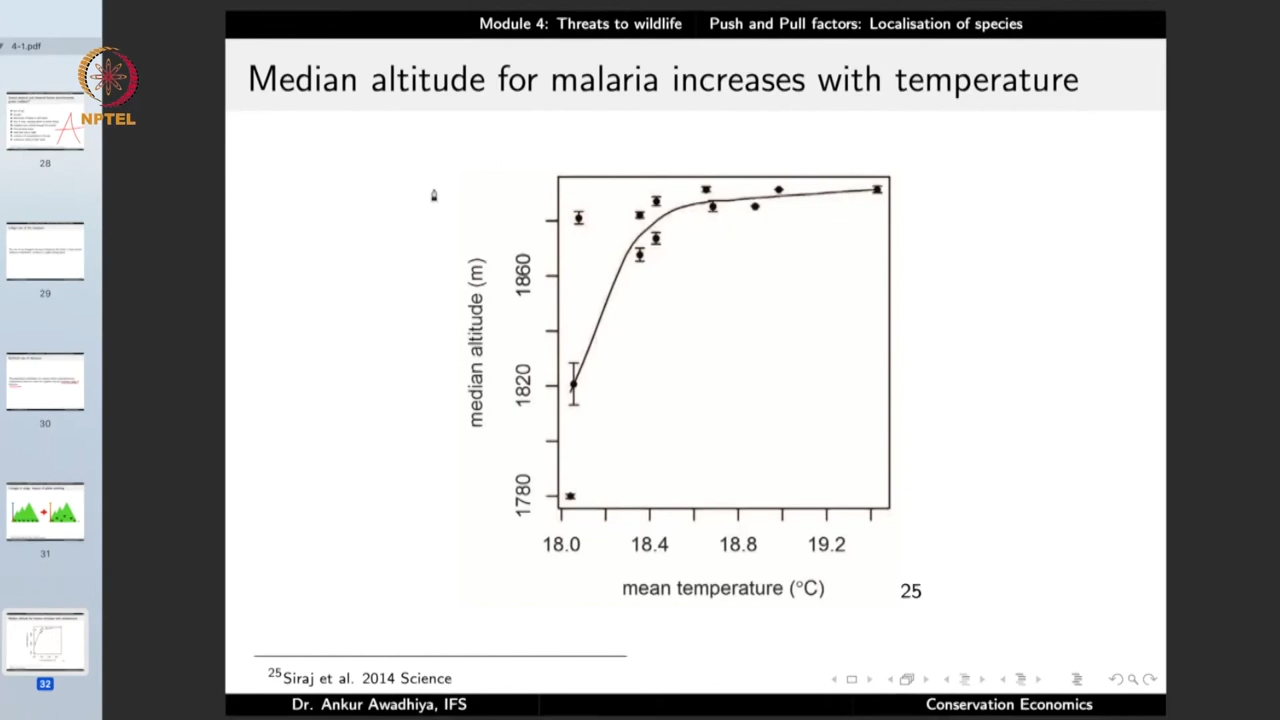 Module 4: Threats to wildlife Push and Pull factors: Localisation of species
4-1.pdf
NPTEL
Median altitude for malaria increases with temperature
28
29
30
31
32
median altitude (m)
1860
1820
1780
18.0 18.4 18.8 19.2
mean temperature (°C)
25
25 Siraj et al. 2014 Science
Dr. Ankur Awadhiya, IFS Conservation Economics